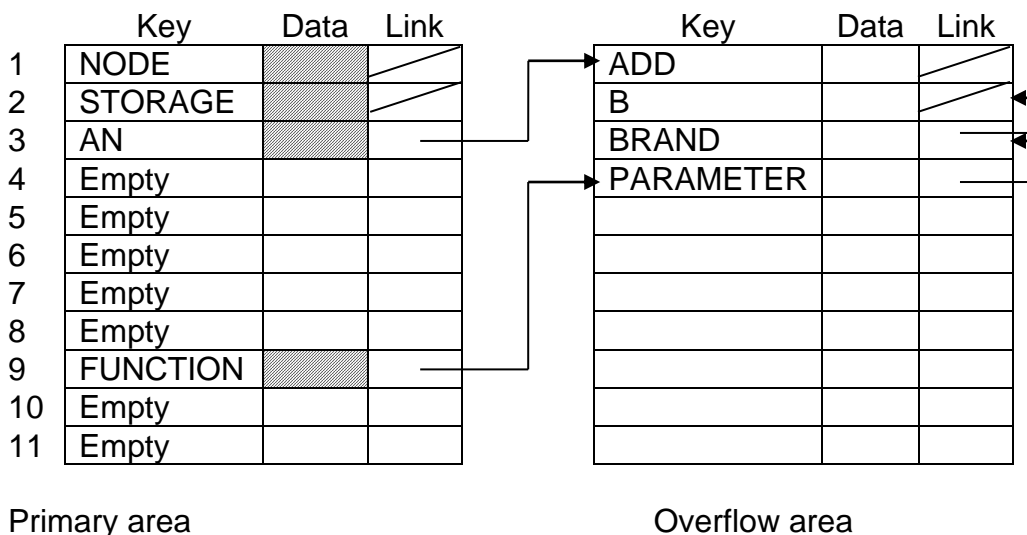 Key Data Link Key Data Link
1 NODE ADD
2 STORAGE B
3 AN BRAND
4 Empty PARAMETER
5 Empty
6 Empty
7 Empty
8 Empty
9 FUNCTION
10 Empty
11 Empty
Primary area Overflow area